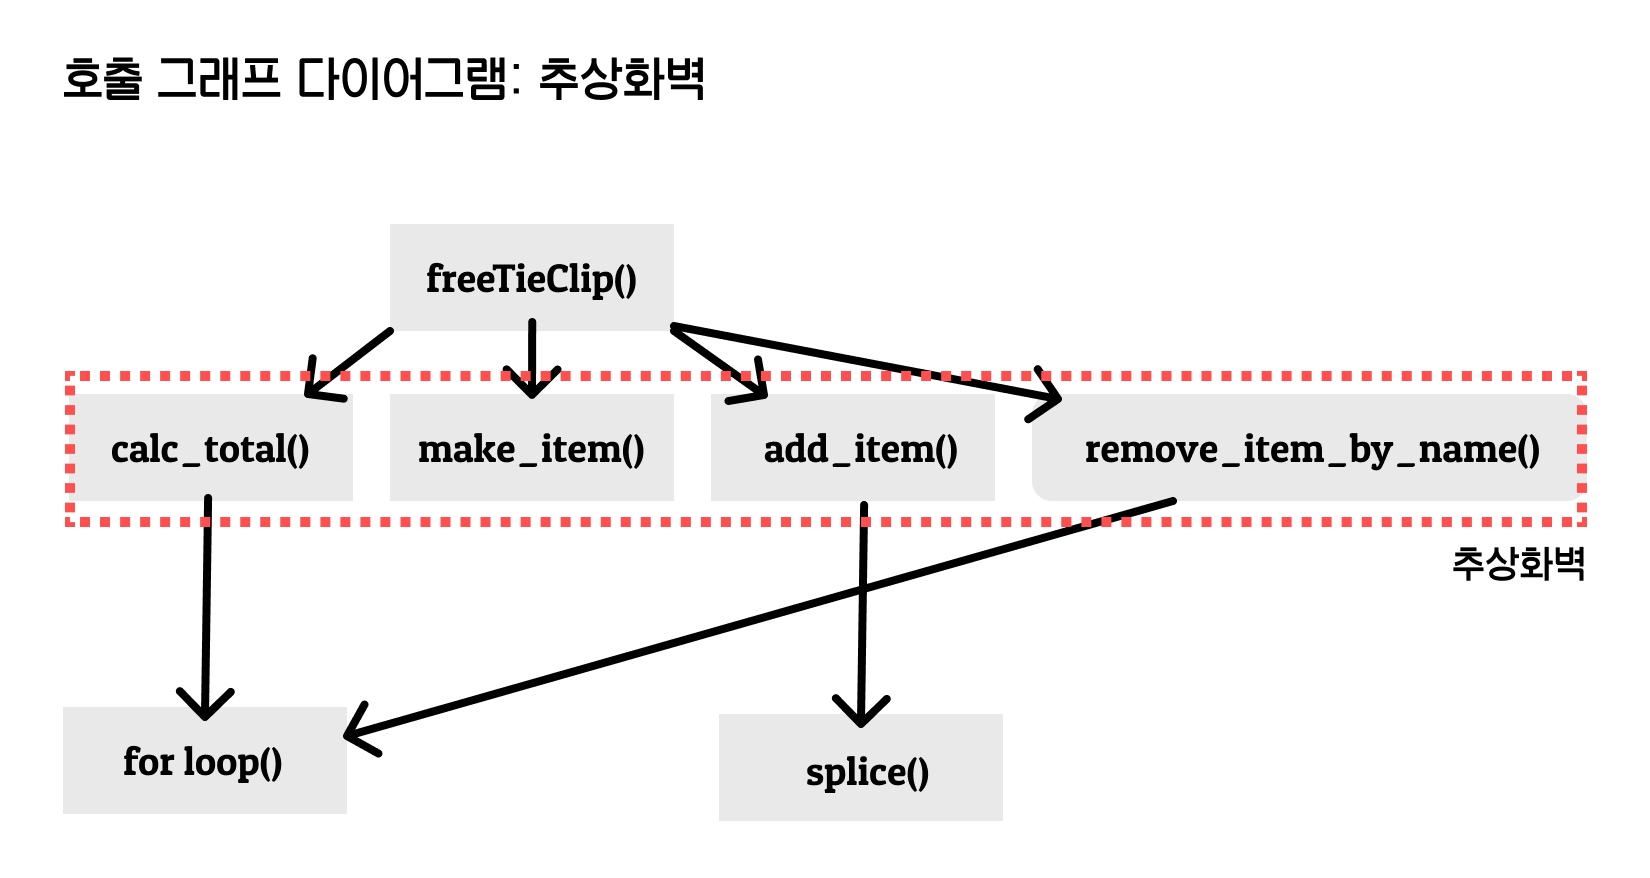 호출 그래프 다이어그램: 추상화벽
freeTieClip()
calc_total()
make_item()
add_item()
remove_item_by_name()
추상화벽
for loop()
splice()